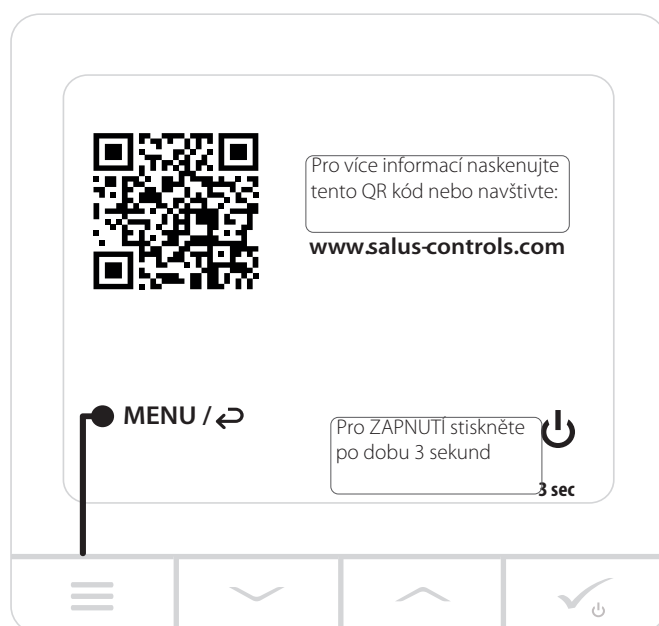 Pro více informací naskenujte
tento QR kód nebo navštivte:
www.salus-controls.com
MENU /
Pro ZAPNUTÍ stiskněte
po dobu 3 sekund
3 sec